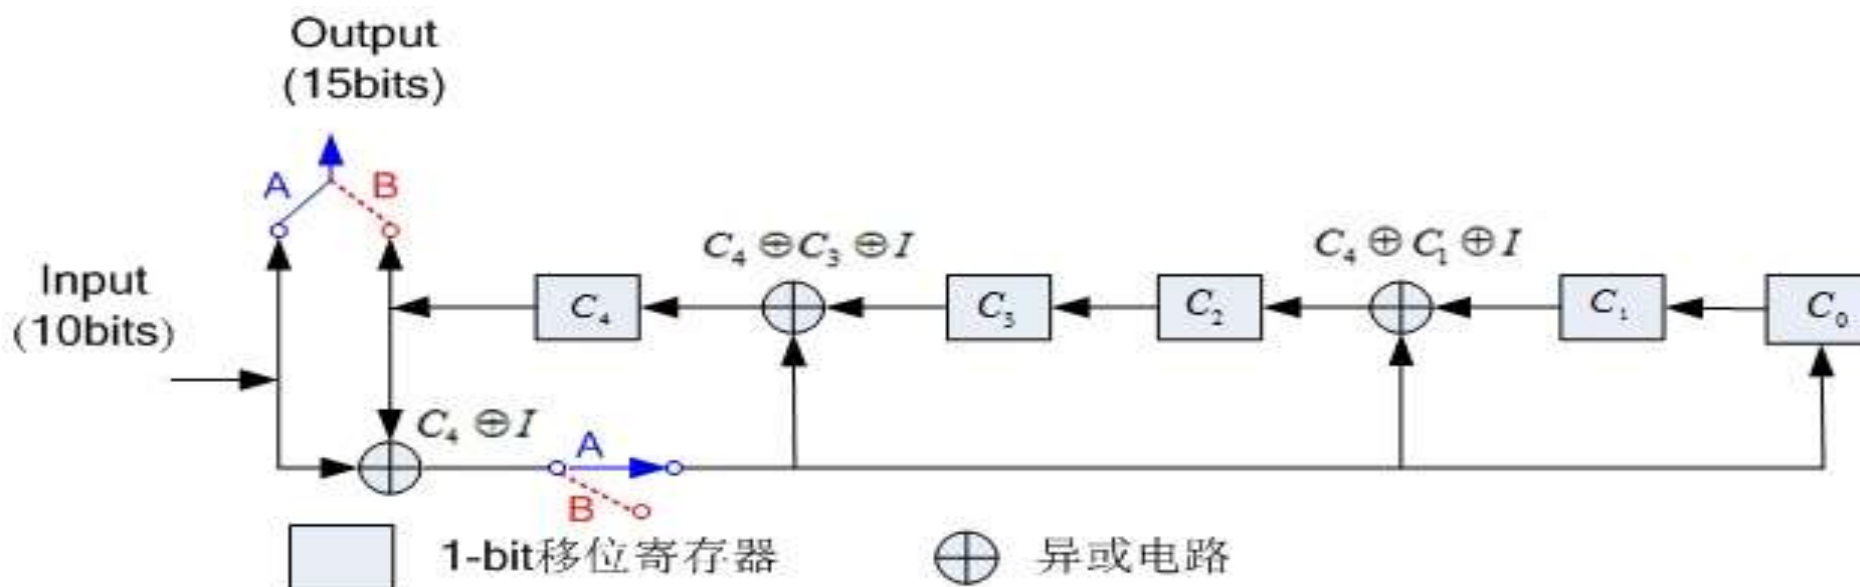 Output
(15bits)
A
B
Input
(10bits)
C₄ ⊕ C₃ ⊕ I
C₄ ⊕ C₁ ⊕ I
C₄
C₃
C₂
C₁
C₀
C₄ ⊕ I
A
B
1-bit移位寄存器
异或电路